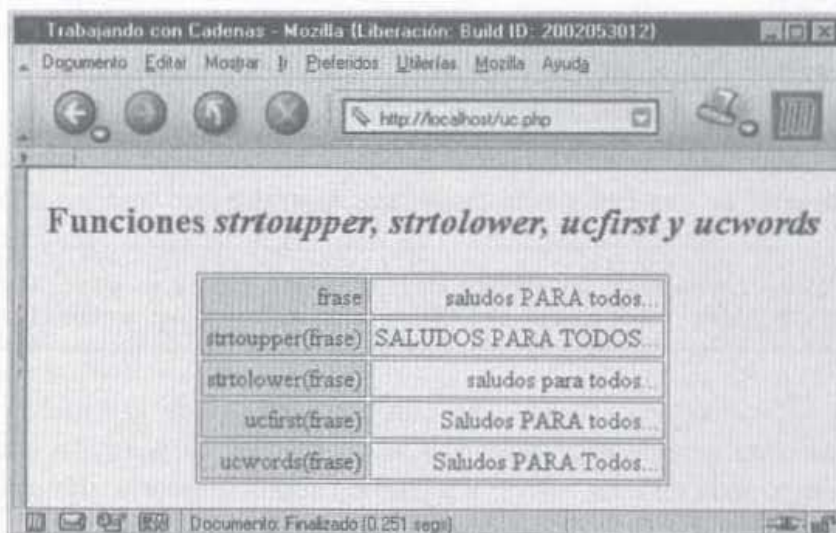 Trabajando con Cadenas - Mozilla {Liberación: Build ID: 2002053012}
Documento Editar Mostrar Ir Preferidos Utilerías Mozilla Ayuda
http://localhost/uc.php
Funciones strtoupper, strtolower, ucfirst y ucwords
frase saludos PARA todos...
strtoupper(frase) SALUDOS PARA TODOS...
strtolower(frase) saludos para todos...
ucfirst(frase) Saludos PARA todos...
ucwords(frase) Saludos PARA Todos...
Documento: Finalizado (0.251 segs)